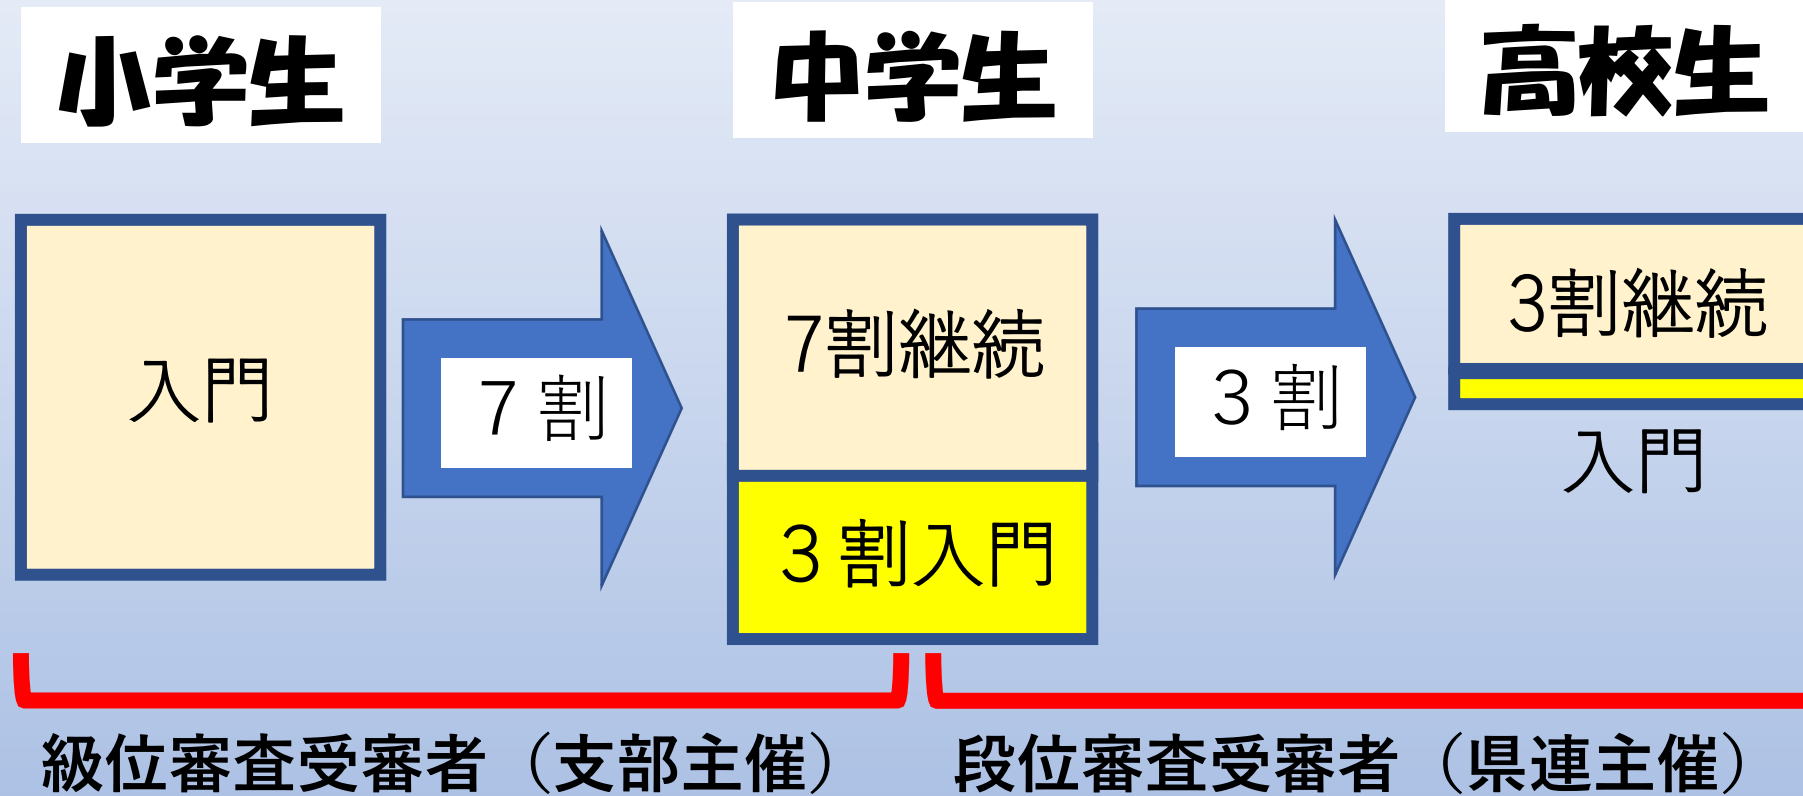 小学生
中学生
高校生
入門
７割
7割継続
３割入門
３割
3割継続
入門
級位審査受審者（支部主催）
段位審査受審者（県連主催）